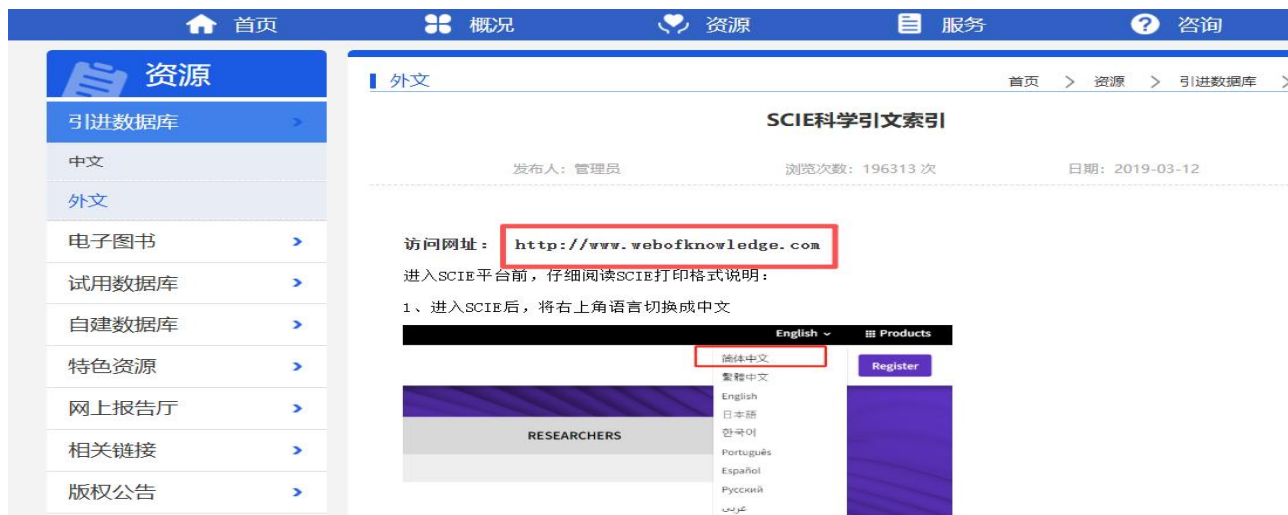 首页 概况 资源 服务 咨询
资源
引进数据库
中文
外文
电子图书
试用数据库
自建数据库
特色资源
网上报告厅
相关链接
版权公告
外文
首页 > 资源 > 引进数据库 >
SCIE科学引文索引
发布人：管理员 浏览次数：196313 次 日期：2019-03-12
访问网址： http://www.webofknowledge.com
进入SCIE平台前，仔细阅读SCIE打印格式说明：
1、进入SCIE后，将右上角语言切换成中文
English Products
简体中文
Register
繁體中文
English
日本語
RESEARCHERS
한국어
Português
Español
Русский
عربى